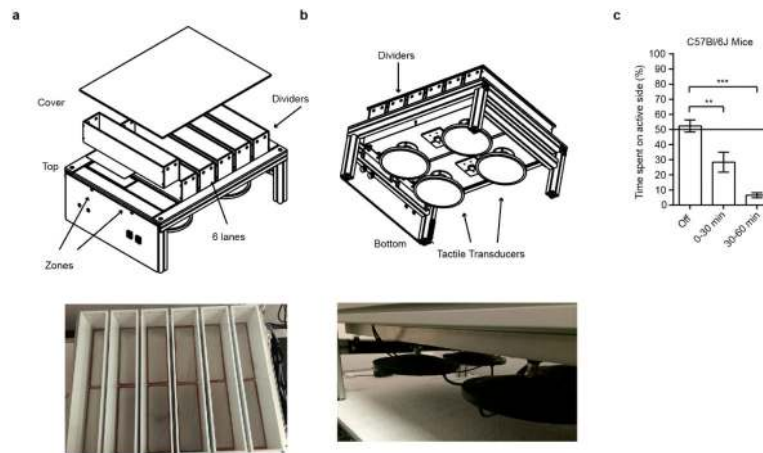 a
Cover
Dividers
Top
6 lanes
Zones
b
Dividers
Bottom
Tactile Transducers
c
C57Bl/6J Mice
Time spent on active side (%)
100
90
80
70
60
50
40
30
20
10
0
***
**
Off
0-30 min
30-60 min